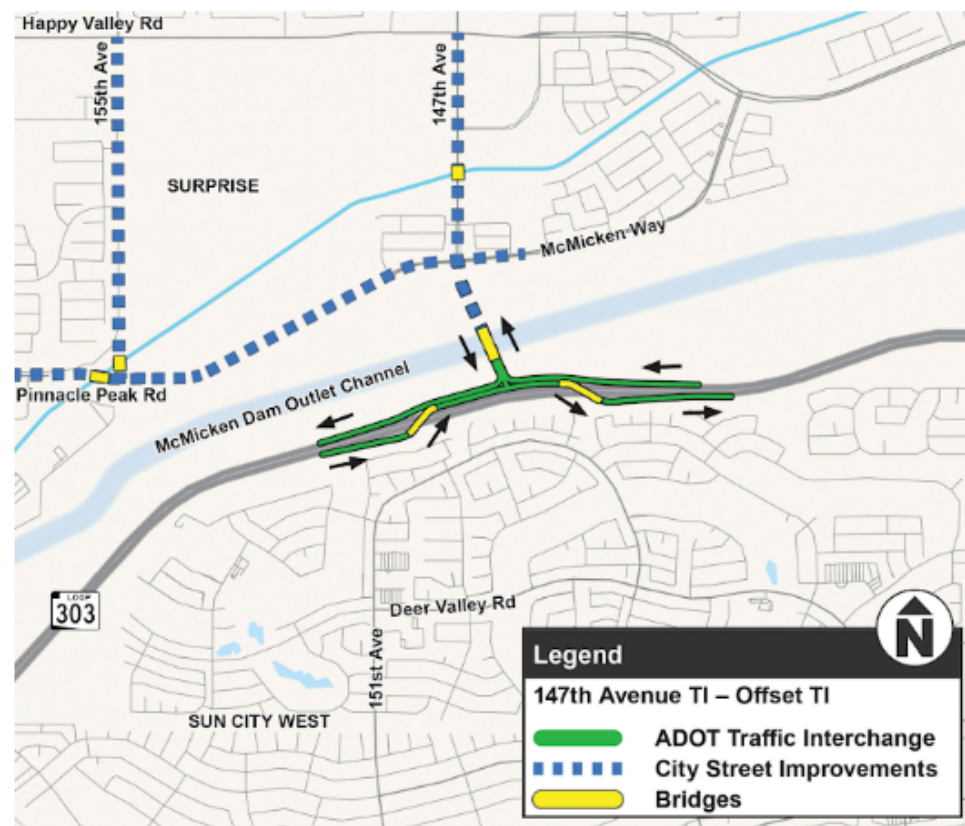 Happy Valley Rd
155th Ave
147th Ave
SURPRISE
McMicken Way
Pinnacle Peak Rd
McMicken Dam Outlet Channel
LOOP
303
Deer Valley Rd
151st Ave
SUN CITY WEST
N
Legend
147th Avenue TI – Offset TI
ADOT Traffic Interchange
City Street Improvements
Bridges